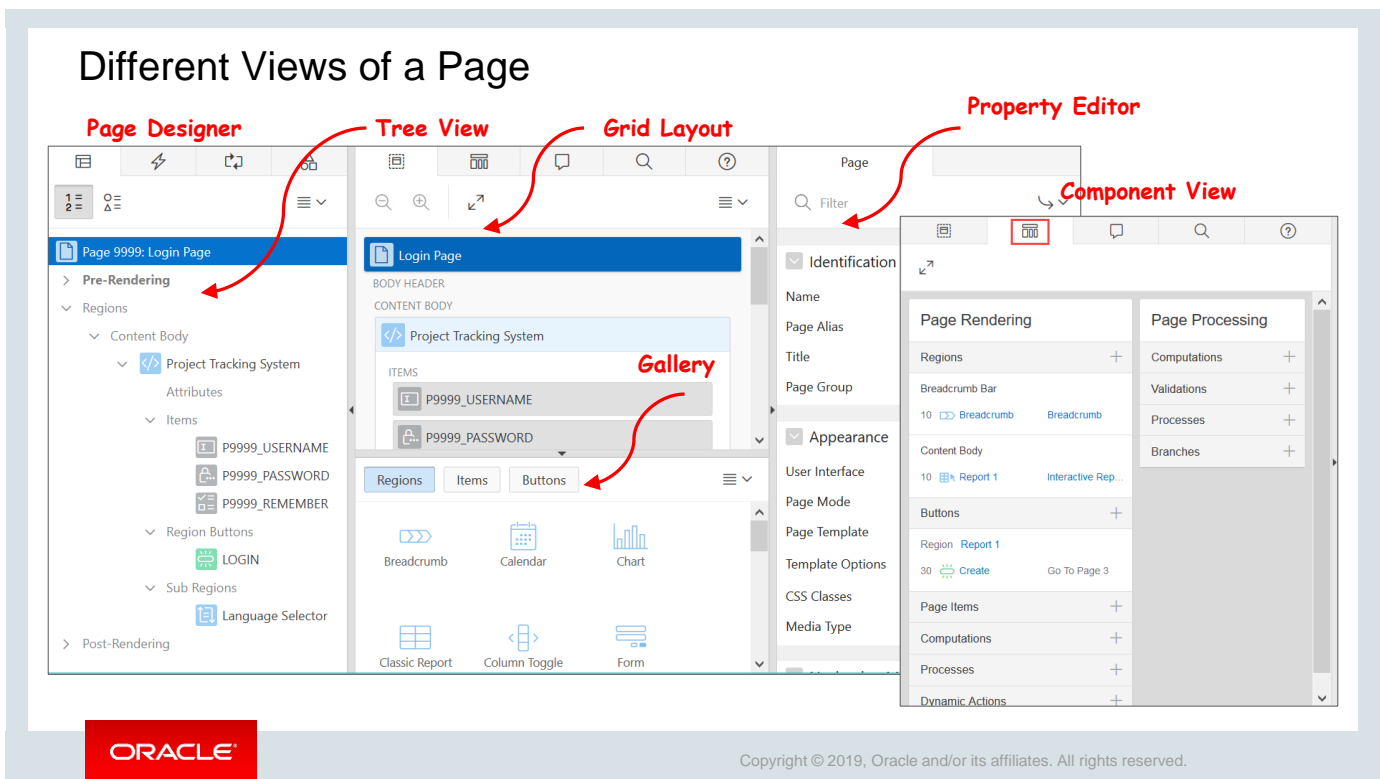 Different Views of a Page
Page Designer
Tree View
Grid Layout
Property Editor
Component View
Gallery
Page 9999: Login Page
Pre-Rendering
Regions
Content Body
Project Tracking System
Attributes
Items
P9999_USERNAME
P9999_PASSWORD
P9999_REMEMBER
Region Buttons
LOGIN
Sub Regions
Language Selector
Post-Rendering
Login Page
BODY HEADER
CONTENT BODY
Project Tracking System
ITEMS
P9999_USERNAME
P9999_PASSWORD
Regions Items Buttons
Breadcrumb Calendar Chart
Classic Report Column Toggle Form
Page
Filter
Identification
Name
Page Alias
Title
Page Group
Appearance
User Interface
Page Mode
Page Template
Template Options
CSS Classes
Media Type
Page Rendering
Regions
Breadcrumb Bar
10 Breadcrumb Breadcrumb
Content Body
10 Report 1 Interactive Rep...
Buttons
Region Report 1
30 Create Go To Page 3
Page Items
Computations
Processes
Dynamic Actions
Page Processing
Computations
Validations
Processes
Branches
ORACLE
Copyright © 2019, Oracle and/or its affiliates. All rights reserved.